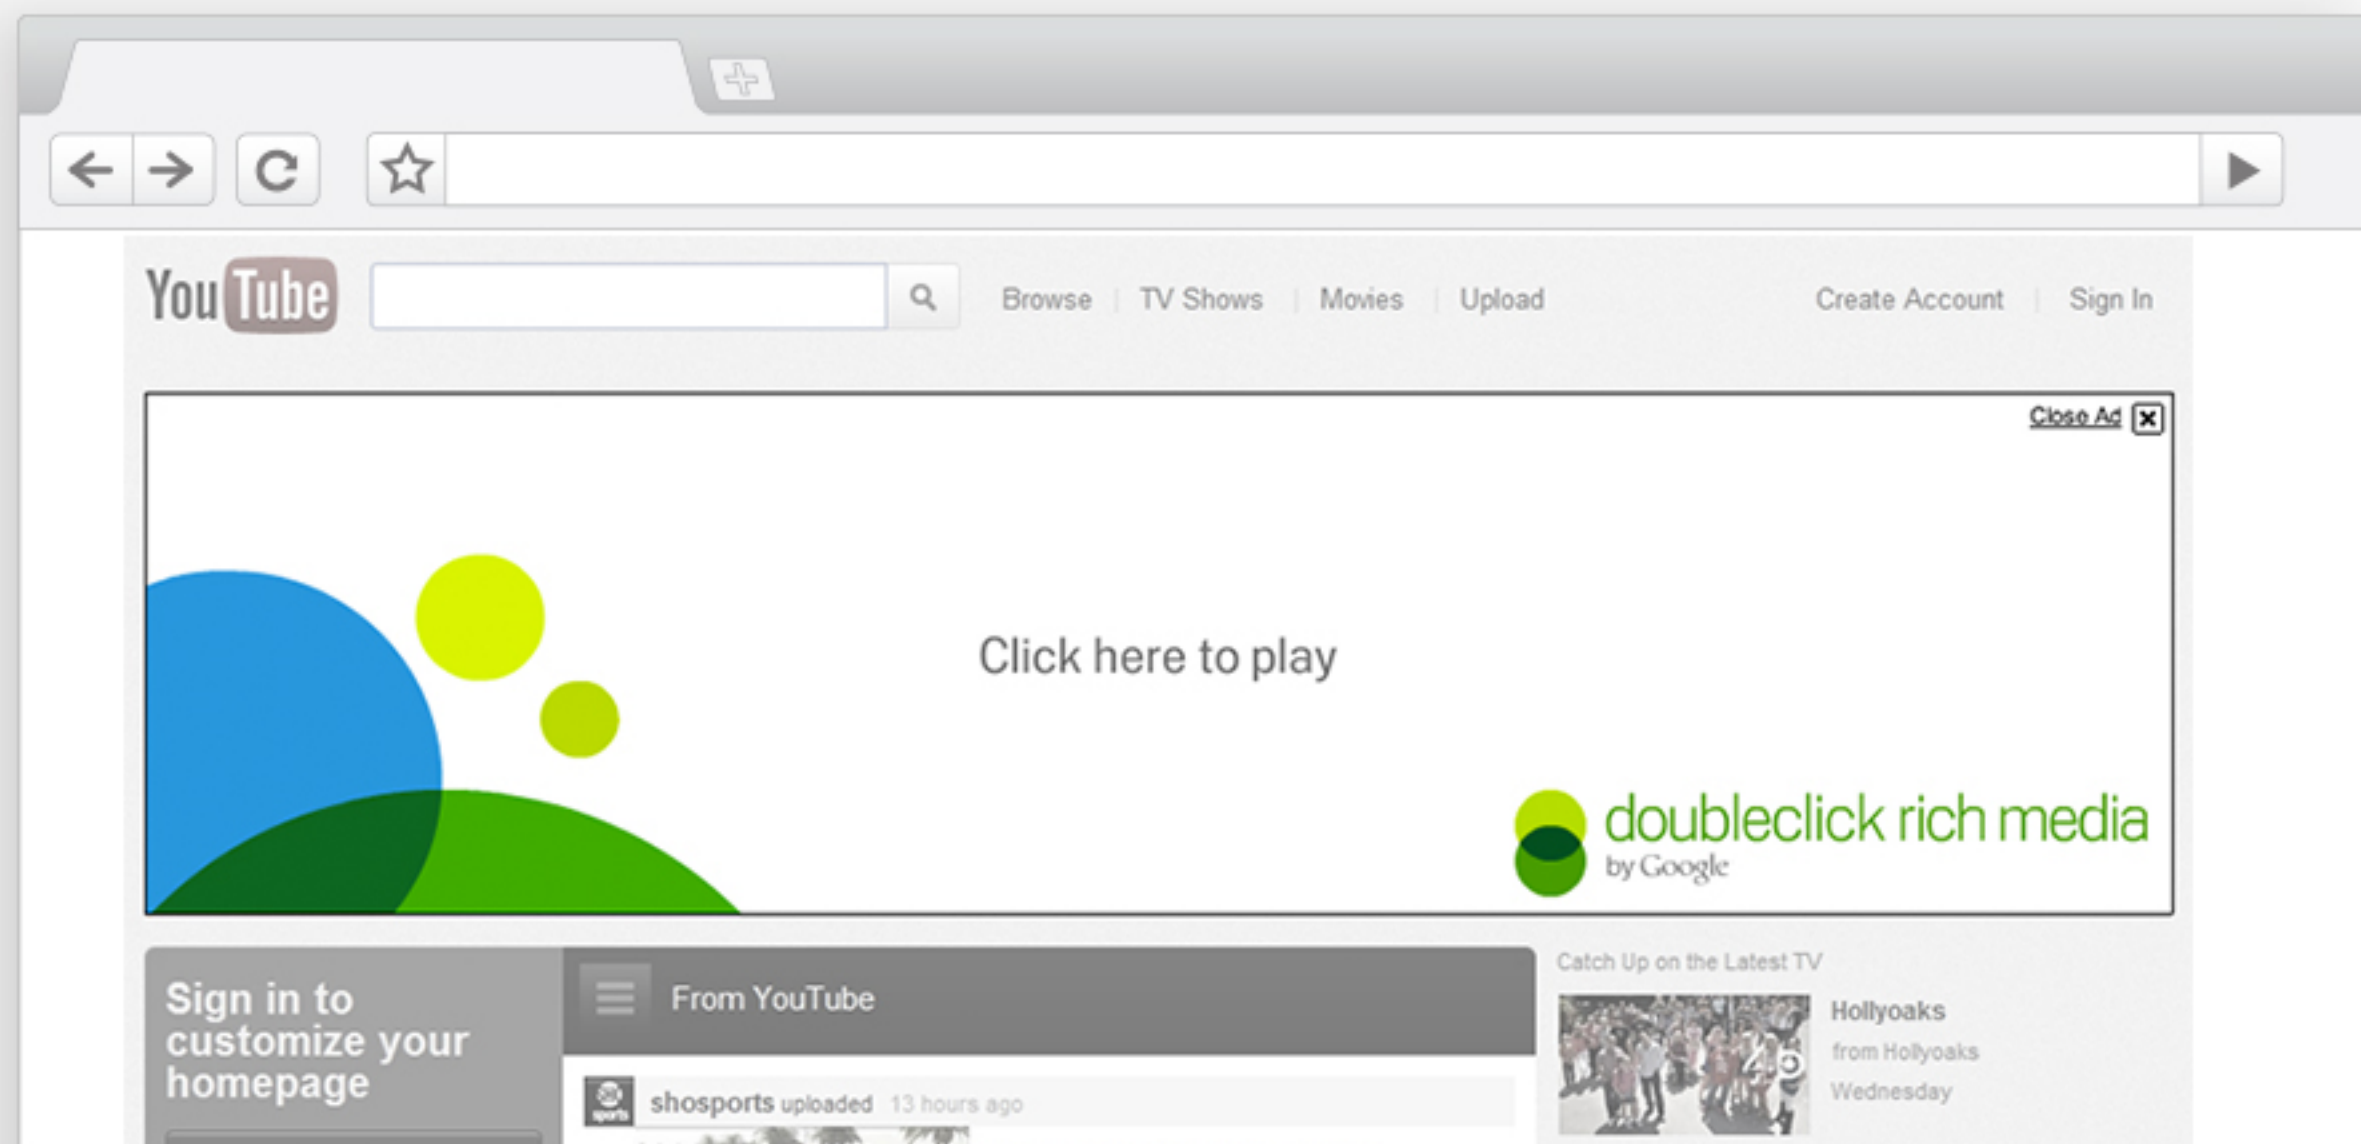 YouTube
Browse
TV Shows
Movies
Upload
Create Account
Sign In
Close Ad
Click here to play
doubleclick rich media
by Google
Sign in to
customize your
homepage
From YouTube
sports
shosports uploaded 13 hours ago
Catch Up on the Latest TV
Hollyoaks
from Hollyoaks
Wednesday